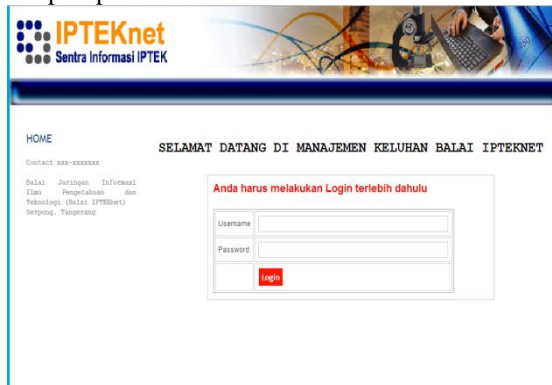 IPTEKnet
Sentra Informasi IPTEK
HOME
Contact xxx-xxxxxxx
Balai Jaringan Informasi
Ilmu Pengetahuan dan
Teknologi (Balai IPTEKnet)
Serpong, Tangerang
SELAMAT DATANG DI MANAJEMEN KELUHAN BALAI IPTEKNET
Anda harus melakukan Login terlebih dahulu
Username
Password
Login